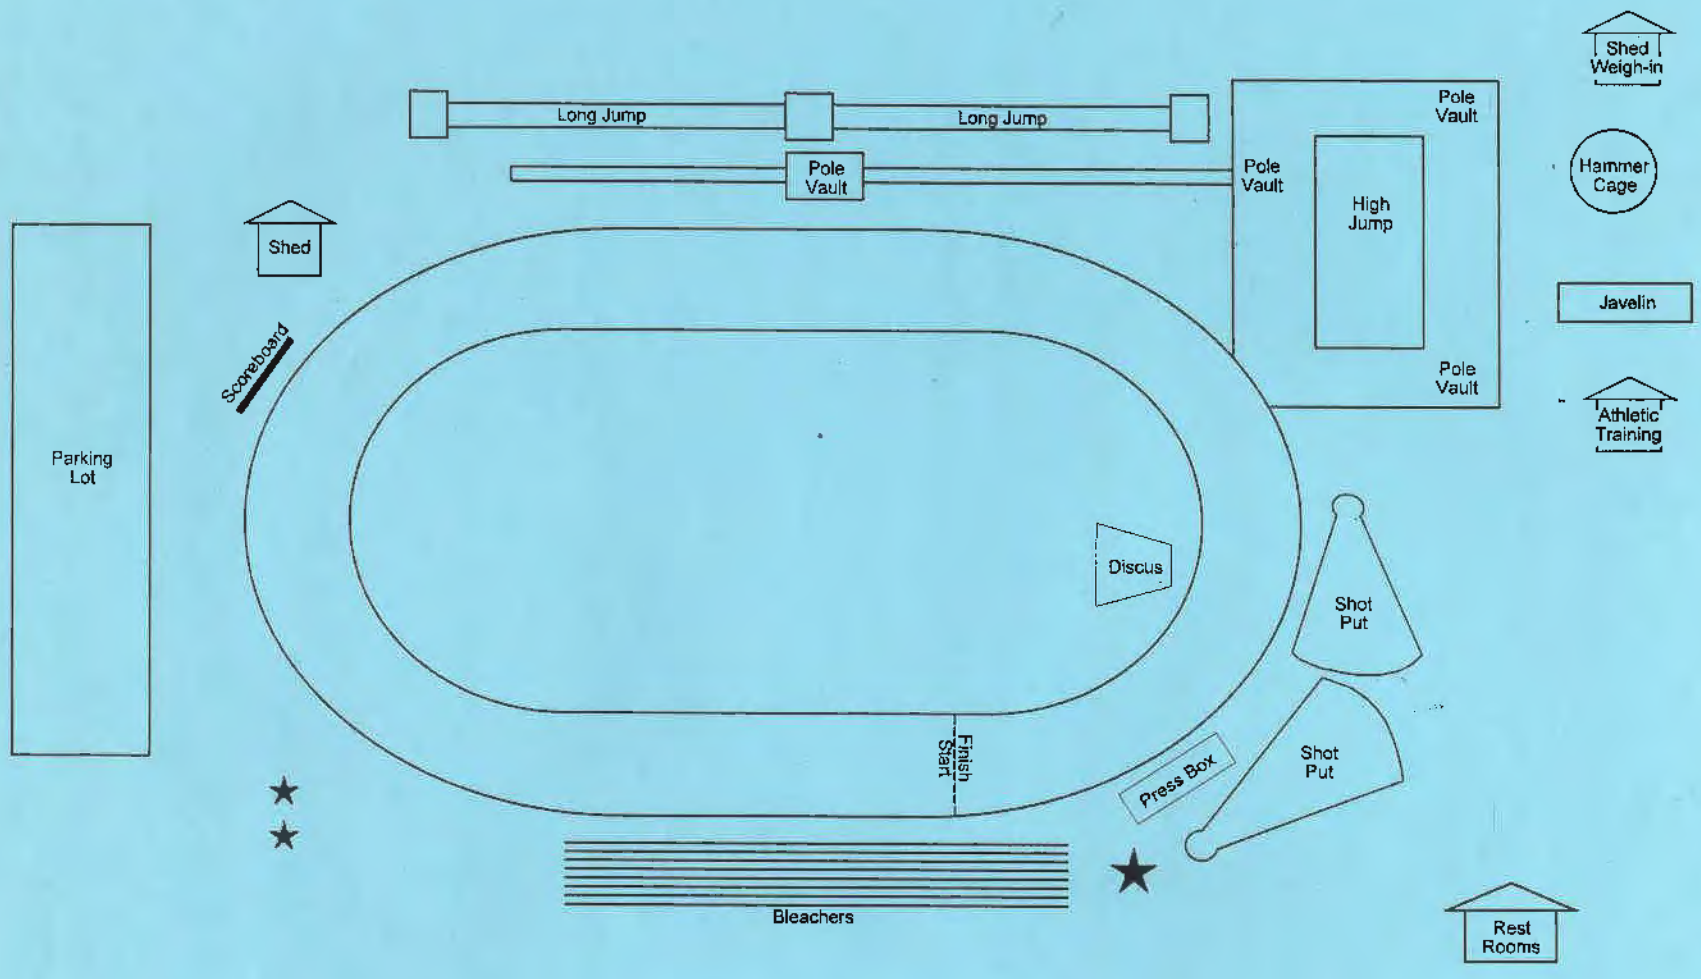 Shed
Weigh-in
Long Jump
Long Jump
Pole
Vault
Pole
Vault
Pole
Vault
Hammer
Cage
High
Jump
Shed
Javelin
Scoreboard
Pole
Vault
Athletic
Training
Parking
Lot
Discus
Shot
Put
Finish
Start
Press Box
Shot
Put
Bleachers
Rest
Rooms